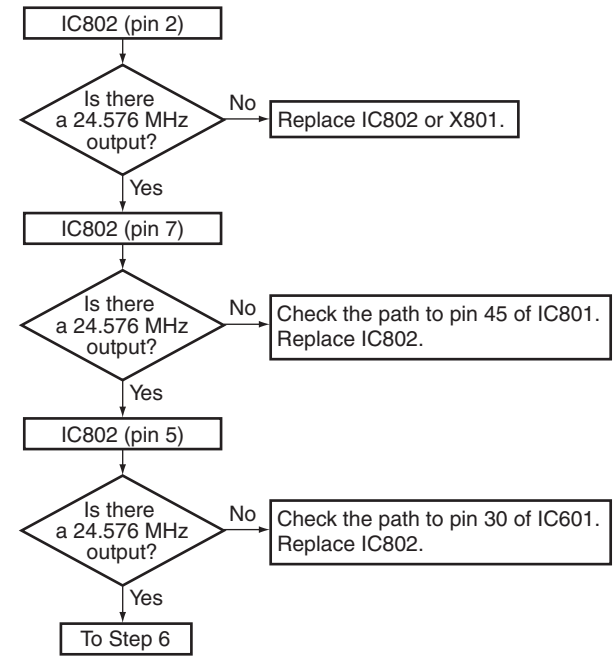 IC802 (pin 2)
Is there
a 24.576 MHz
output?
No
Replace IC802 or X801.
Yes
IC802 (pin 7)
Is there
a 24.576 MHz
output?
No
Check the path to pin 45 of IC801.
Replace IC802.
Yes
IC802 (pin 5)
Is there
a 24.576 MHz
output?
No
Check the path to pin 30 of IC601.
Replace IC802.
Yes
To Step 6